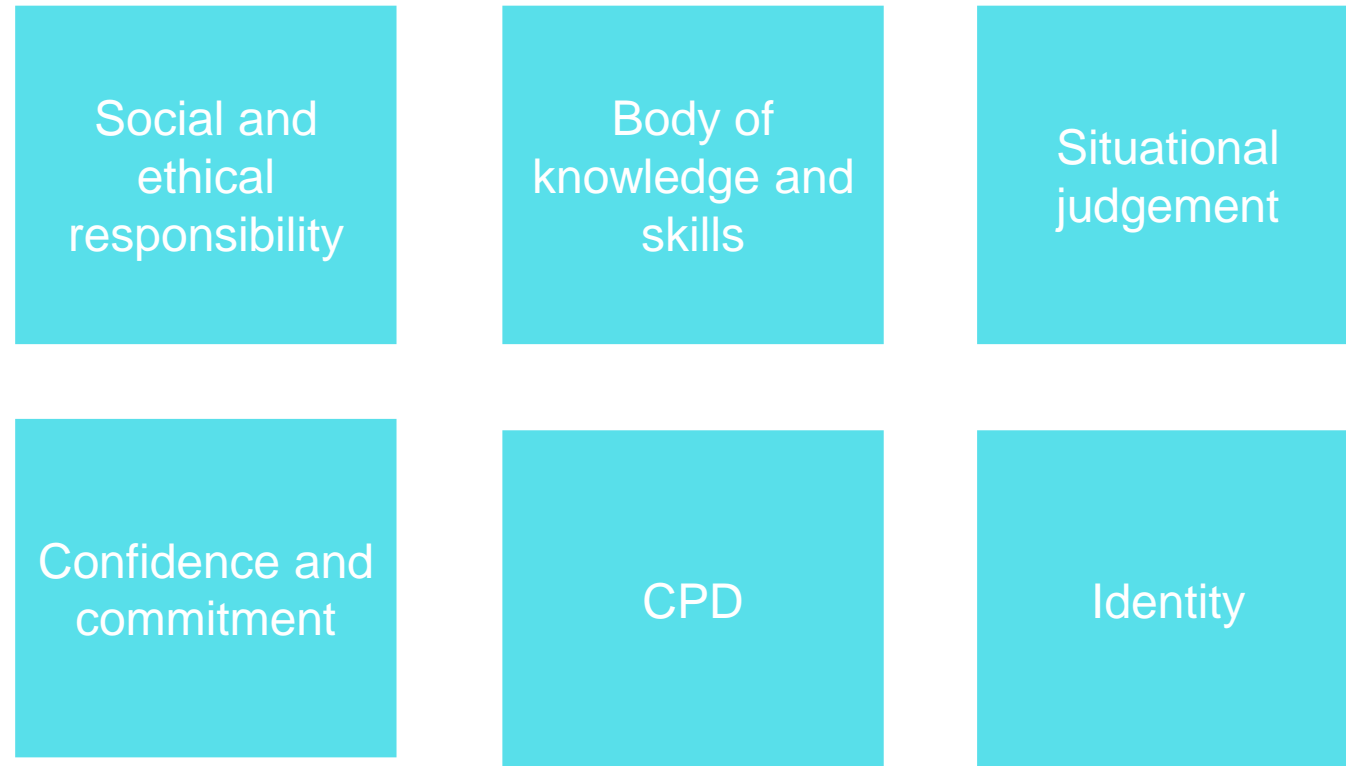 Social and
ethical
responsibility
Body of
knowledge and
skills
Situational
judgement
Confidence and
commitment
CPD
Identity